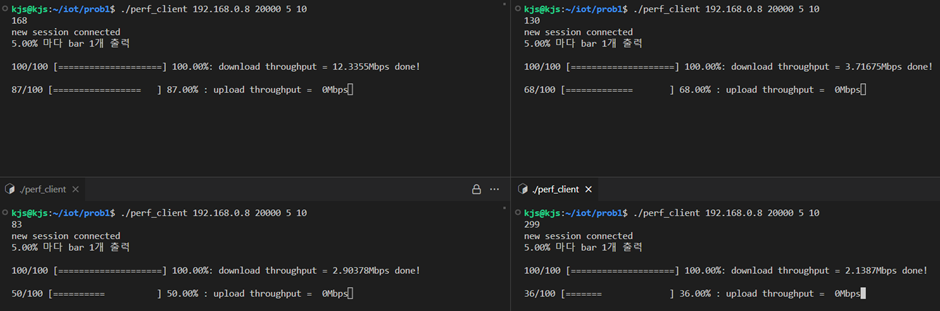 kjs@kjs:~/iot/prob1$ ./perf_client 192.168.0.8 20000 5 10
168
new session connected
5.00% 마다 bar 1개 출력
100/100 [====================] 100.00%: download throughput = 12.3355Mbps done!
87/100 [=================   ] 87.00% : upload throughput =  0Mbps
kjs@kjs:~/iot/prob1$ ./perf_client 192.168.0.8 20000 5 10
130
new session connected
5.00% 마다 bar 1개 출력
100/100 [====================] 100.00%: download throughput = 3.71675Mbps done!
68/100 [=============       ] 68.00% : upload throughput =  0Mbps
./perf_client
kjs@kjs:~/iot/prob1$ ./perf_client 192.168.0.8 20000 5 10
83
new session connected
5.00% 마다 bar 1개 출력
100/100 [====================] 100.00%: download throughput = 2.90378Mbps done!
50/100 [==========          ] 50.00% : upload throughput =  0Mbps
./perf_client
kjs@kjs:~/iot/prob1$ ./perf_client 192.168.0.8 20000 5 10
299
new session connected
5.00% 마다 bar 1개 출력
100/100 [====================] 100.00%: download throughput = 2.1387Mbps done!
36/100 [=======             ] 36.00% : upload throughput =  0Mbps